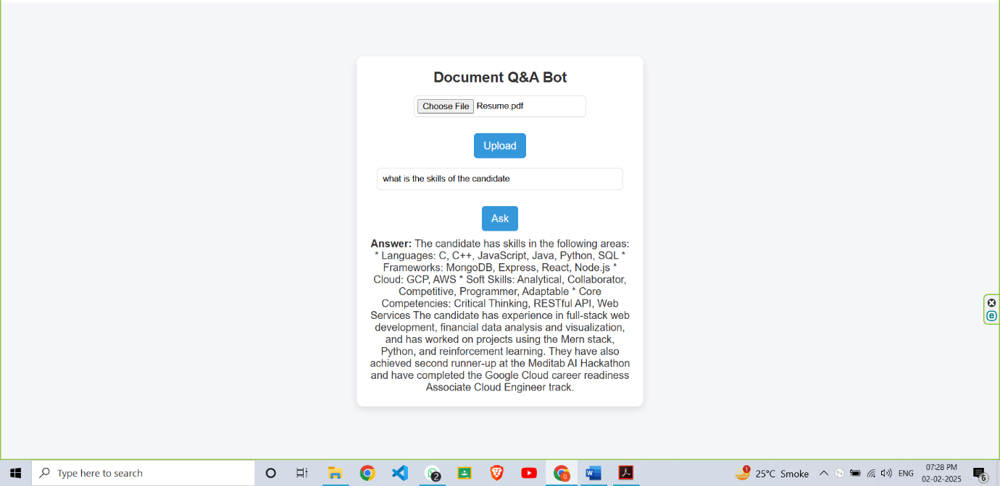 Document Q&A Bot
Choose File Resume.pdf
Upload
what is the skills of the candidate
Ask
Answer: The candidate has skills in the following areas:
* Languages: C, C++, JavaScript, Java, Python, SQL *
Frameworks: MongoDB, Express, React, Node.js *
Cloud: GCP, AWS * Soft Skills: Analytical, Collaborator,
Competitive, Programmer, Adaptable * Core
Competencies: Critical Thinking, RESTful API, Web
Services The candidate has experience in full-stack web
development, financial data analysis and visualization,
and has worked on projects using the Mern stack,
Python, and reinforcement learning. They have also
achieved second runner-up at the Meditab AI Hackathon
and have completed the Google Cloud career readiness
Associate Cloud Engineer track.
Type here to search
2
G
W
1
25°C Smoke
ENG
07:28 PM
02-02-2025
6